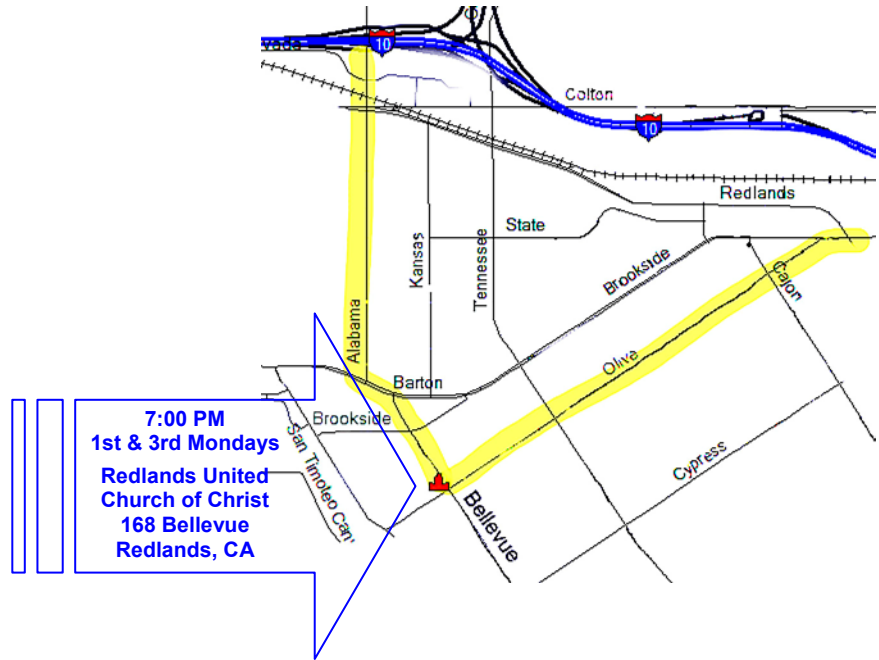 10
vada
Colton
10
Redlands
State
Kansas
Tennessee
Brookside
Cajon
Alabama
Olive
Barton
Brookside
San Timoteo Can
Cypress
Bellevue
7:00 PM
1st & 3rd Mondays
Redlands United
Church of Christ
168 Bellevue
Redlands, CA